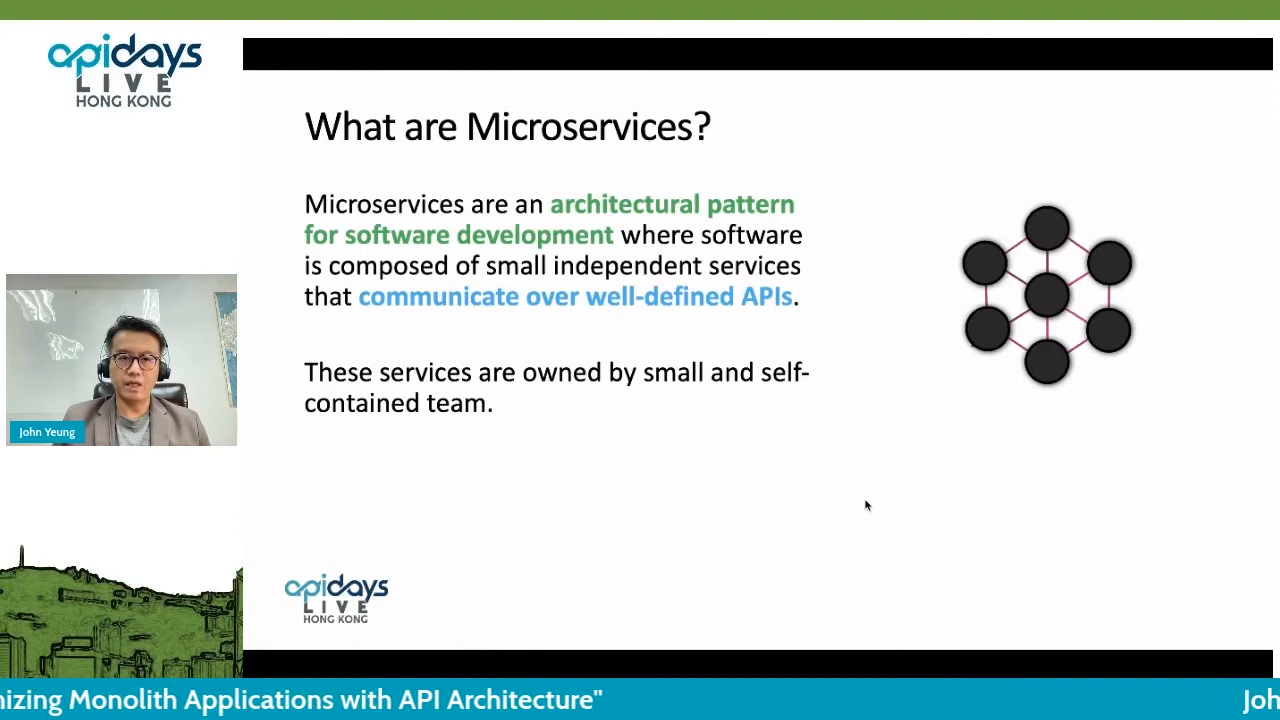 apidays
LIVE
HONG KONG
What are Microservices?
Microservices are an architectural pattern
for software development where software
is composed of small independent services
that communicate over well-defined APIs.
These services are owned by small and self-
contained team.
John Yeung
apidays
LIVE
HONG KONG
nizing Monolith Applications with API Architecture"
Joh